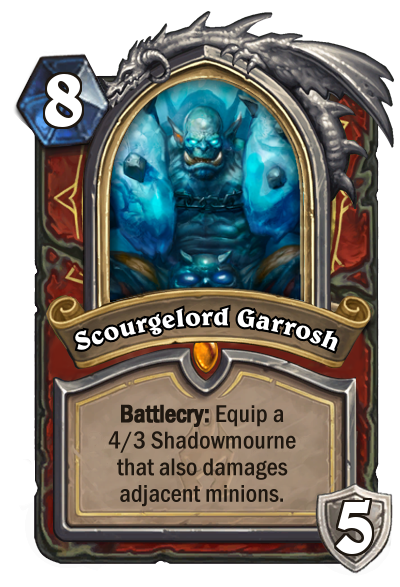 8
Scourgelord Garrosh
Battlecry: Equip a
4/3 Shadowmourne
that also damages
adjacent minions.
5